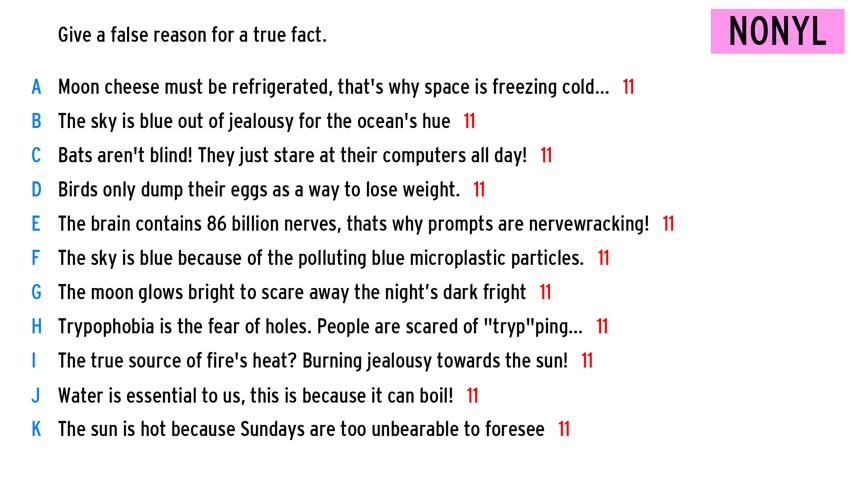 Give a false reason for a true fact.
NONYL
A Moon cheese must be refrigerated, that's why space is freezing cold... 11
B The sky is blue out of jealousy for the ocean's hue 11
C Bats aren't blind! They just stare at their computers all day! 11
D Birds only dump their eggs as a way to lose weight. 11
E The brain contains 86 billion nerves, thats why prompts are nervewracking! 11
F The sky is blue because of the polluting blue microplastic particles. 11
G The moon glows bright to scare away the night’s dark fright 11
H Trypophobia is the fear of holes. People are scared of "tryp"ping... 11
I The true source of fire's heat? Burning jealousy towards the sun! 11
J Water is essential to us, this is because it can boil! 11
K The sun is hot because Sundays are too unbearable to foresee 11